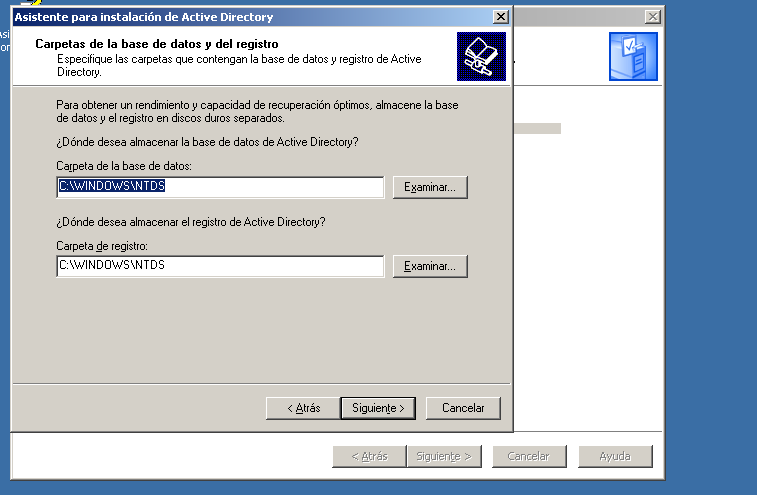 Asistente para instalación de Active Directory
Carpetas de la base de datos y del registro
Especifique las carpetas que contengan la base de datos y registro de Active
Directory.
Para obtener un rendimiento y capacidad de recuperación óptimos, almacene la base
de datos y el registro en discos duros separados.
¿Dónde desea almacenar la base de datos de Active Directory?
Carpeta de la base de datos:
C:\WINDOWS\NTDS
Examinar...
¿Dónde desea almacenar el registro de Active Directory?
Carpeta de registro:
C:\WINDOWS\NTDS
Examinar...
< Atrás Siguiente > Cancelar
< Atrás Siguiente > Cancelar Ayuda